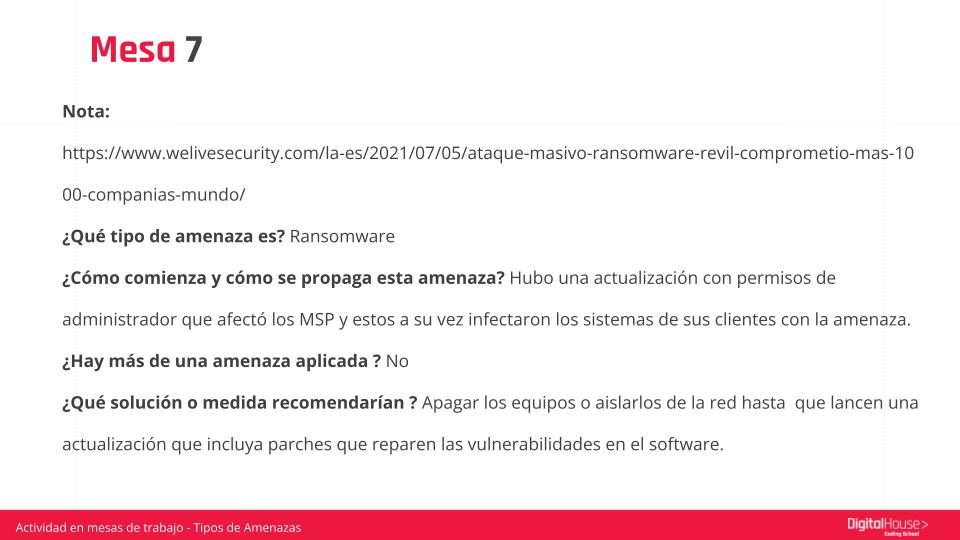 Mesa 7
Nota:
https://www.welivesecurity.com/la-es/2021/07/05/ataque-masivo-ransomware-revil-comprometio-mas-10
00-companias-mundo/
¿Qué tipo de amenaza es? Ransomware
¿Cómo comienza y cómo se propaga esta amenaza? Hubo una actualización con permisos de
administrador que afectó los MSP y estos a su vez infectaron los sistemas de sus clientes con la amenaza.
¿Hay más de una amenaza aplicada ? No
¿Qué solución o medida recomendarían ? Apagar los equipos o aislarlos de la red hasta  que lancen una
actualización que incluya parches que reparen las vulnerabilidades en el software.
Actividad en mesas de trabajo - Tipos de Amenazas
DigitalHouse>
Coding School